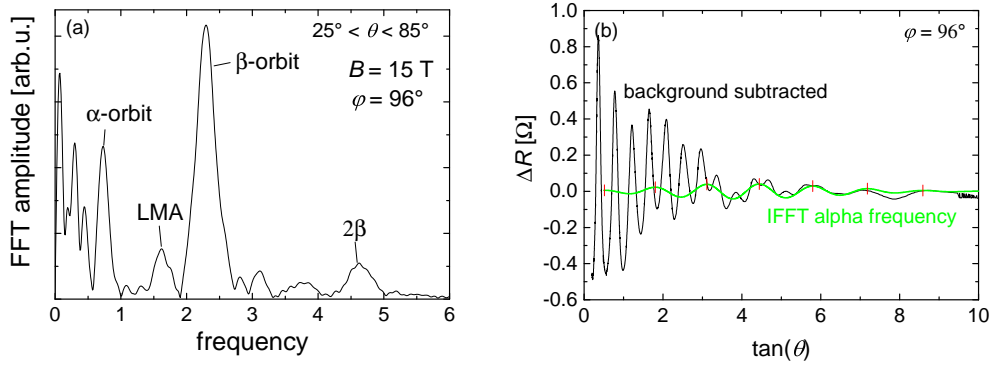 (a)
25° < θ < 85°
B = 15 T
φ = 96°
β-orbit
α-orbit
LMA
2β
FFT amplitude [arb.u.]
0 1 2 3 4 5 6
frequency
(b)
φ = 96°
background subtracted
IFFT alpha frequency
ΔR [Ω]
1.0
0.8
0.6
0.4
0.2
0.0
-0.2
-0.4
-0.6
0 2 4 6 8 10
tan(θ)